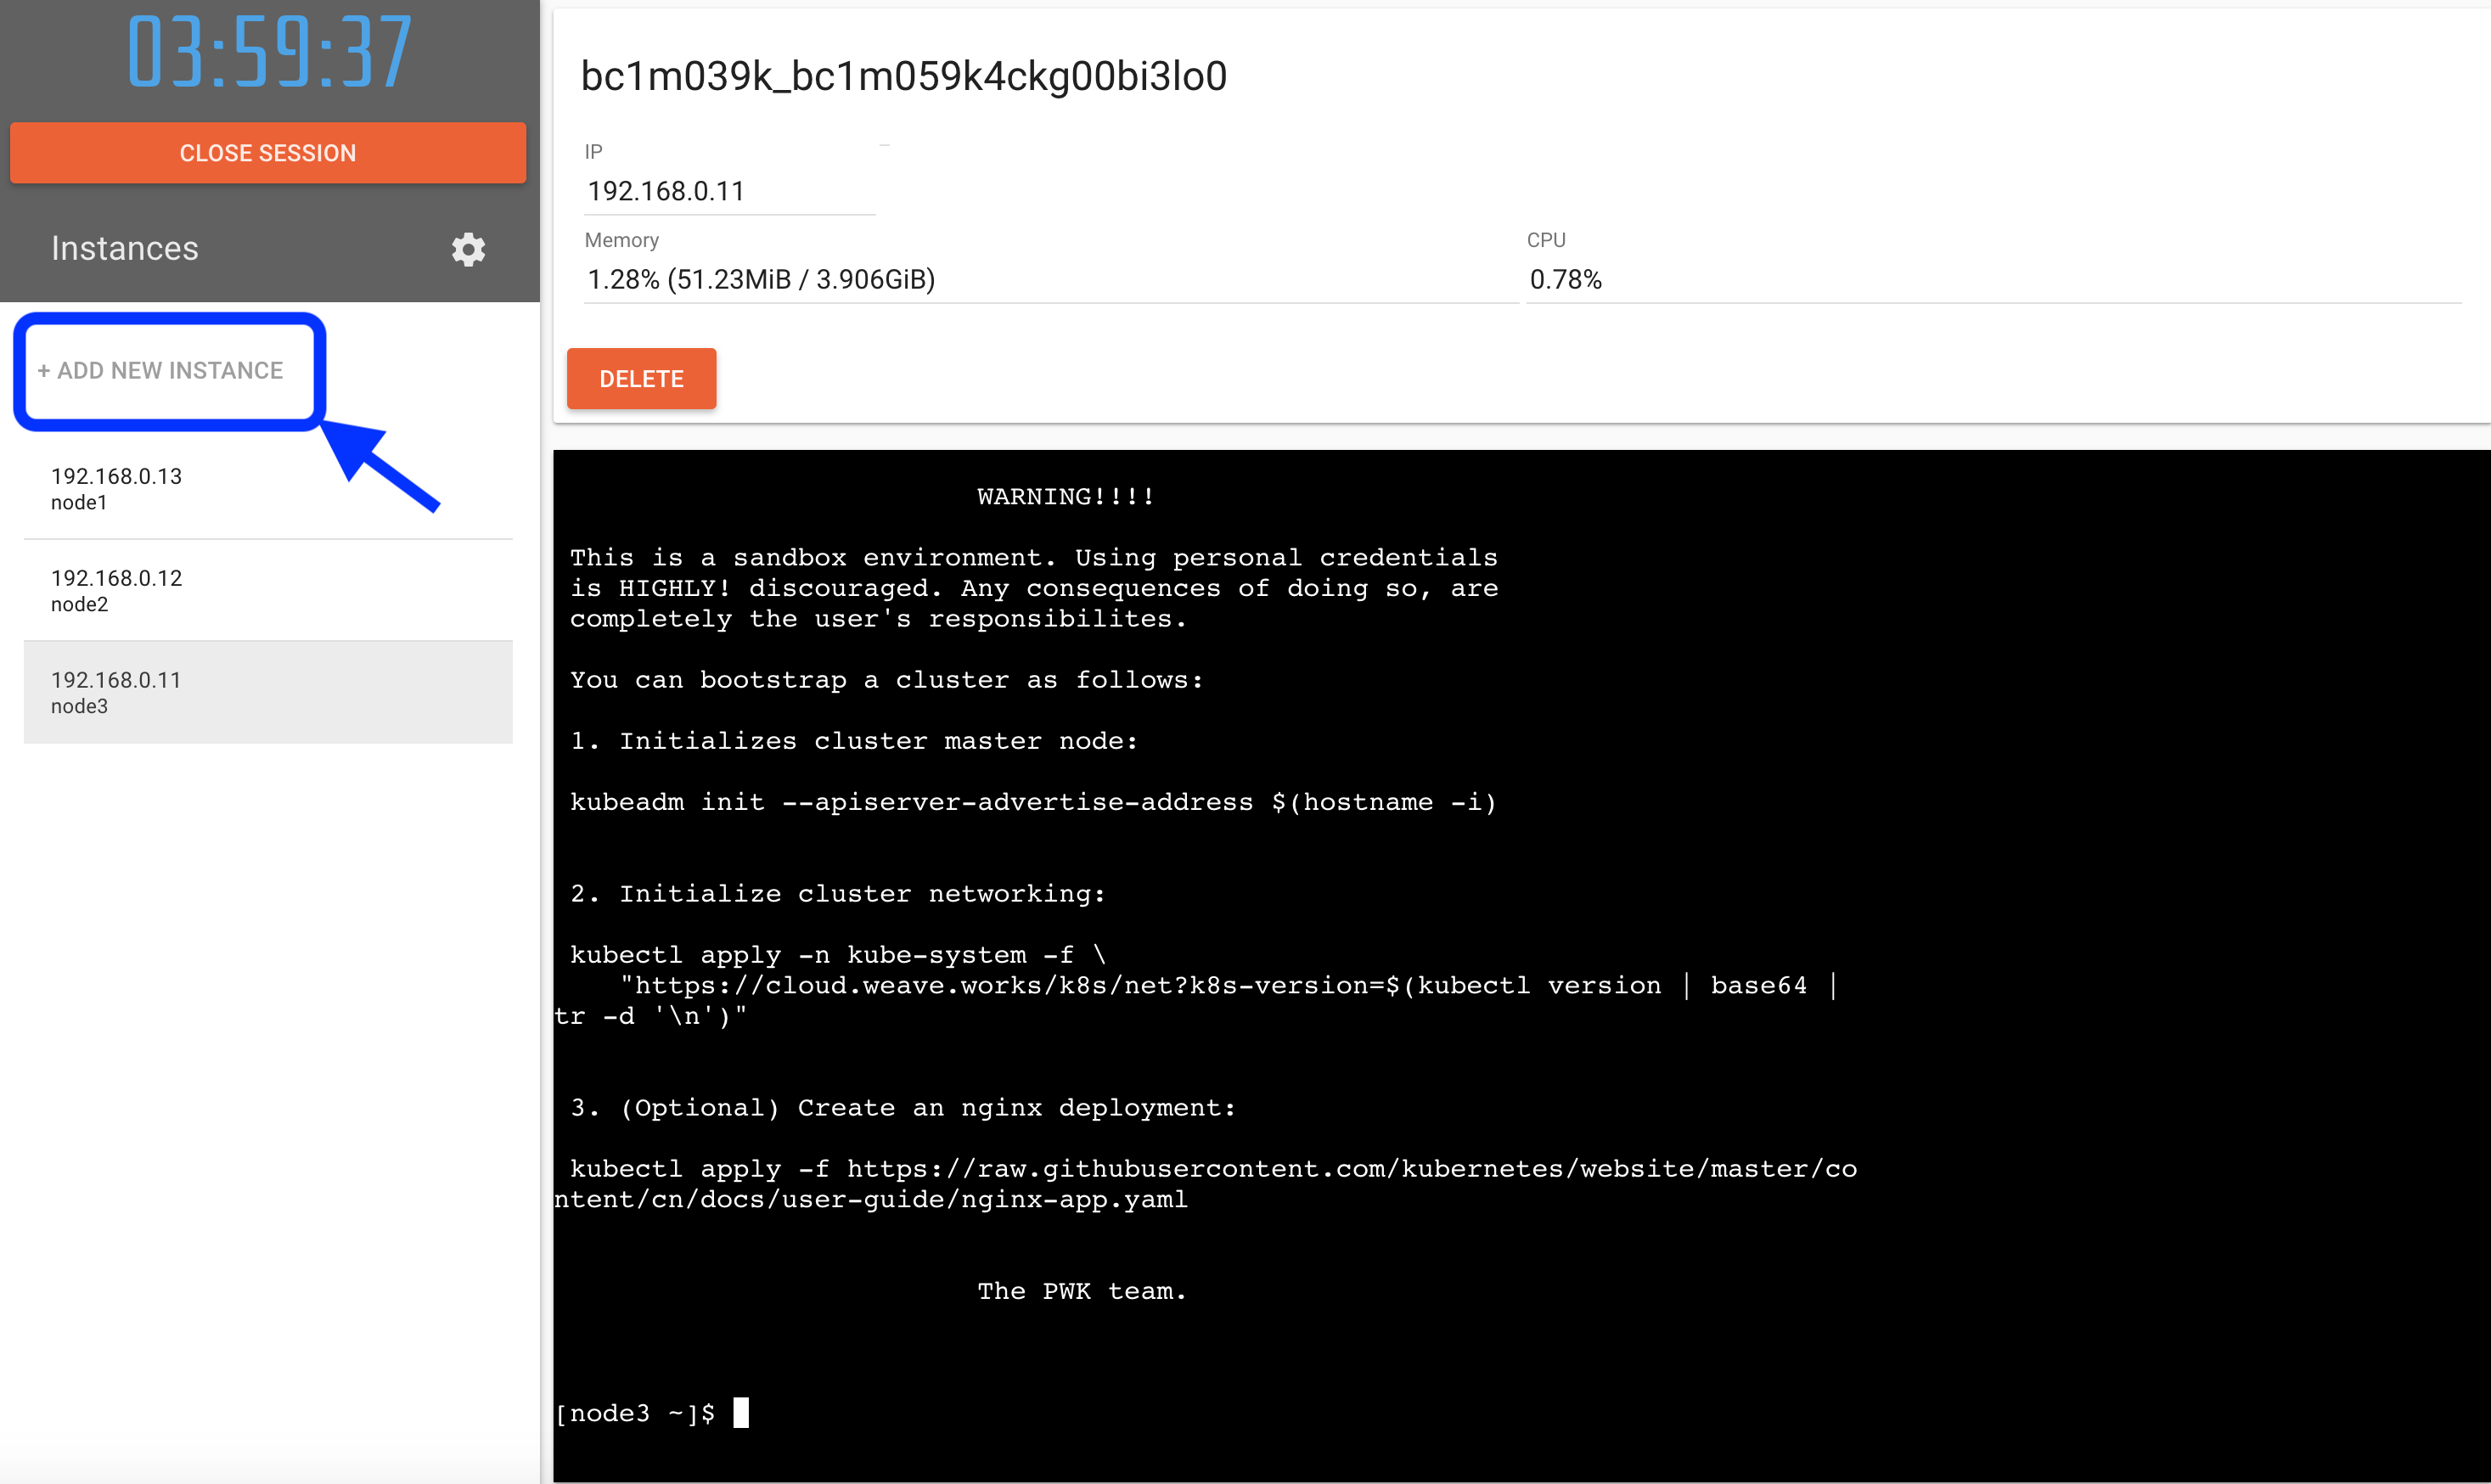 03:59:37
CLOSE SESSION
Instances
+ ADD NEW INSTANCE
192.168.0.13
node1
192.168.0.12
node2
192.168.0.11
node3
bc1m039k_bc1m059k4ckg00bi3lo0
IP
192.168.0.11
Memory
CPU
1.28% (51.23MiB / 3.906GiB)
0.78%
DELETE
WARNING!!!!
This is a sandbox environment. Using personal credentials
is HIGHLY! discouraged. Any consequences of doing so, are
completely the user's responsibilites.
You can bootstrap a cluster as follows:
1. Initializes cluster master node:
kubeadm init --apiserver-advertise-address $(hostname -i)
2. Initialize cluster networking:
kubectl apply -n kube-system -f \
"https://cloud.weave.works/k8s/net?k8s-version=$(kubectl version | base64 |
tr -d '\n')"
3. (Optional) Create an nginx deployment:
kubectl apply -f https://raw.githubusercontent.com/kubernetes/website/master/co
ntent/cn/docs/user-guide/nginx-app.yaml
The PWK team.
[node3 ~]$